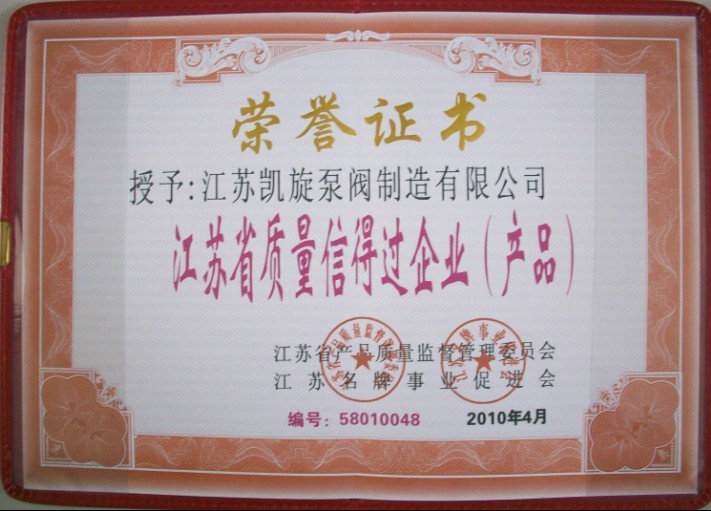 荣誉证书
授予:江苏凯旋泵阀制造有限公司
江苏省质量信得过企业(产品)
江苏省产品质量监督管理委员会
江苏名牌事业促进会
编号: 58010048 2010年4月